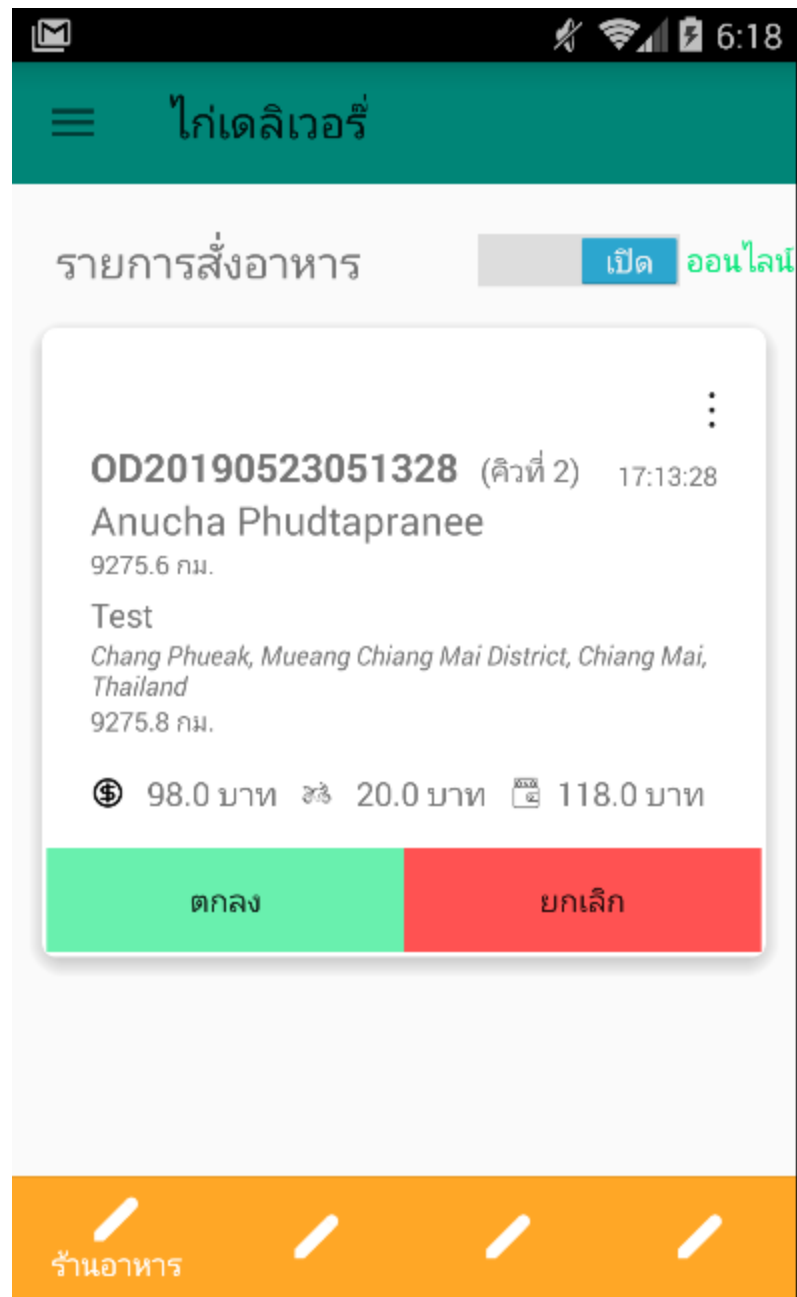 6:18
ไก่เดลิเวอรี่
รายการสั่งอาหาร เปิด ออนไลน์
OD20190523051328 (คิวที่ 2) 17:13:28
Anucha Phudtapranee
9275.6 กม.
Test
Chang Phueak, Mueang Chiang Mai District, Chiang Mai,
Thailand
9275.8 กม.
98.0 บาท 20.0 บาท 118.0 บาท
ตกลง ยกเลิก
ร้านอาหาร